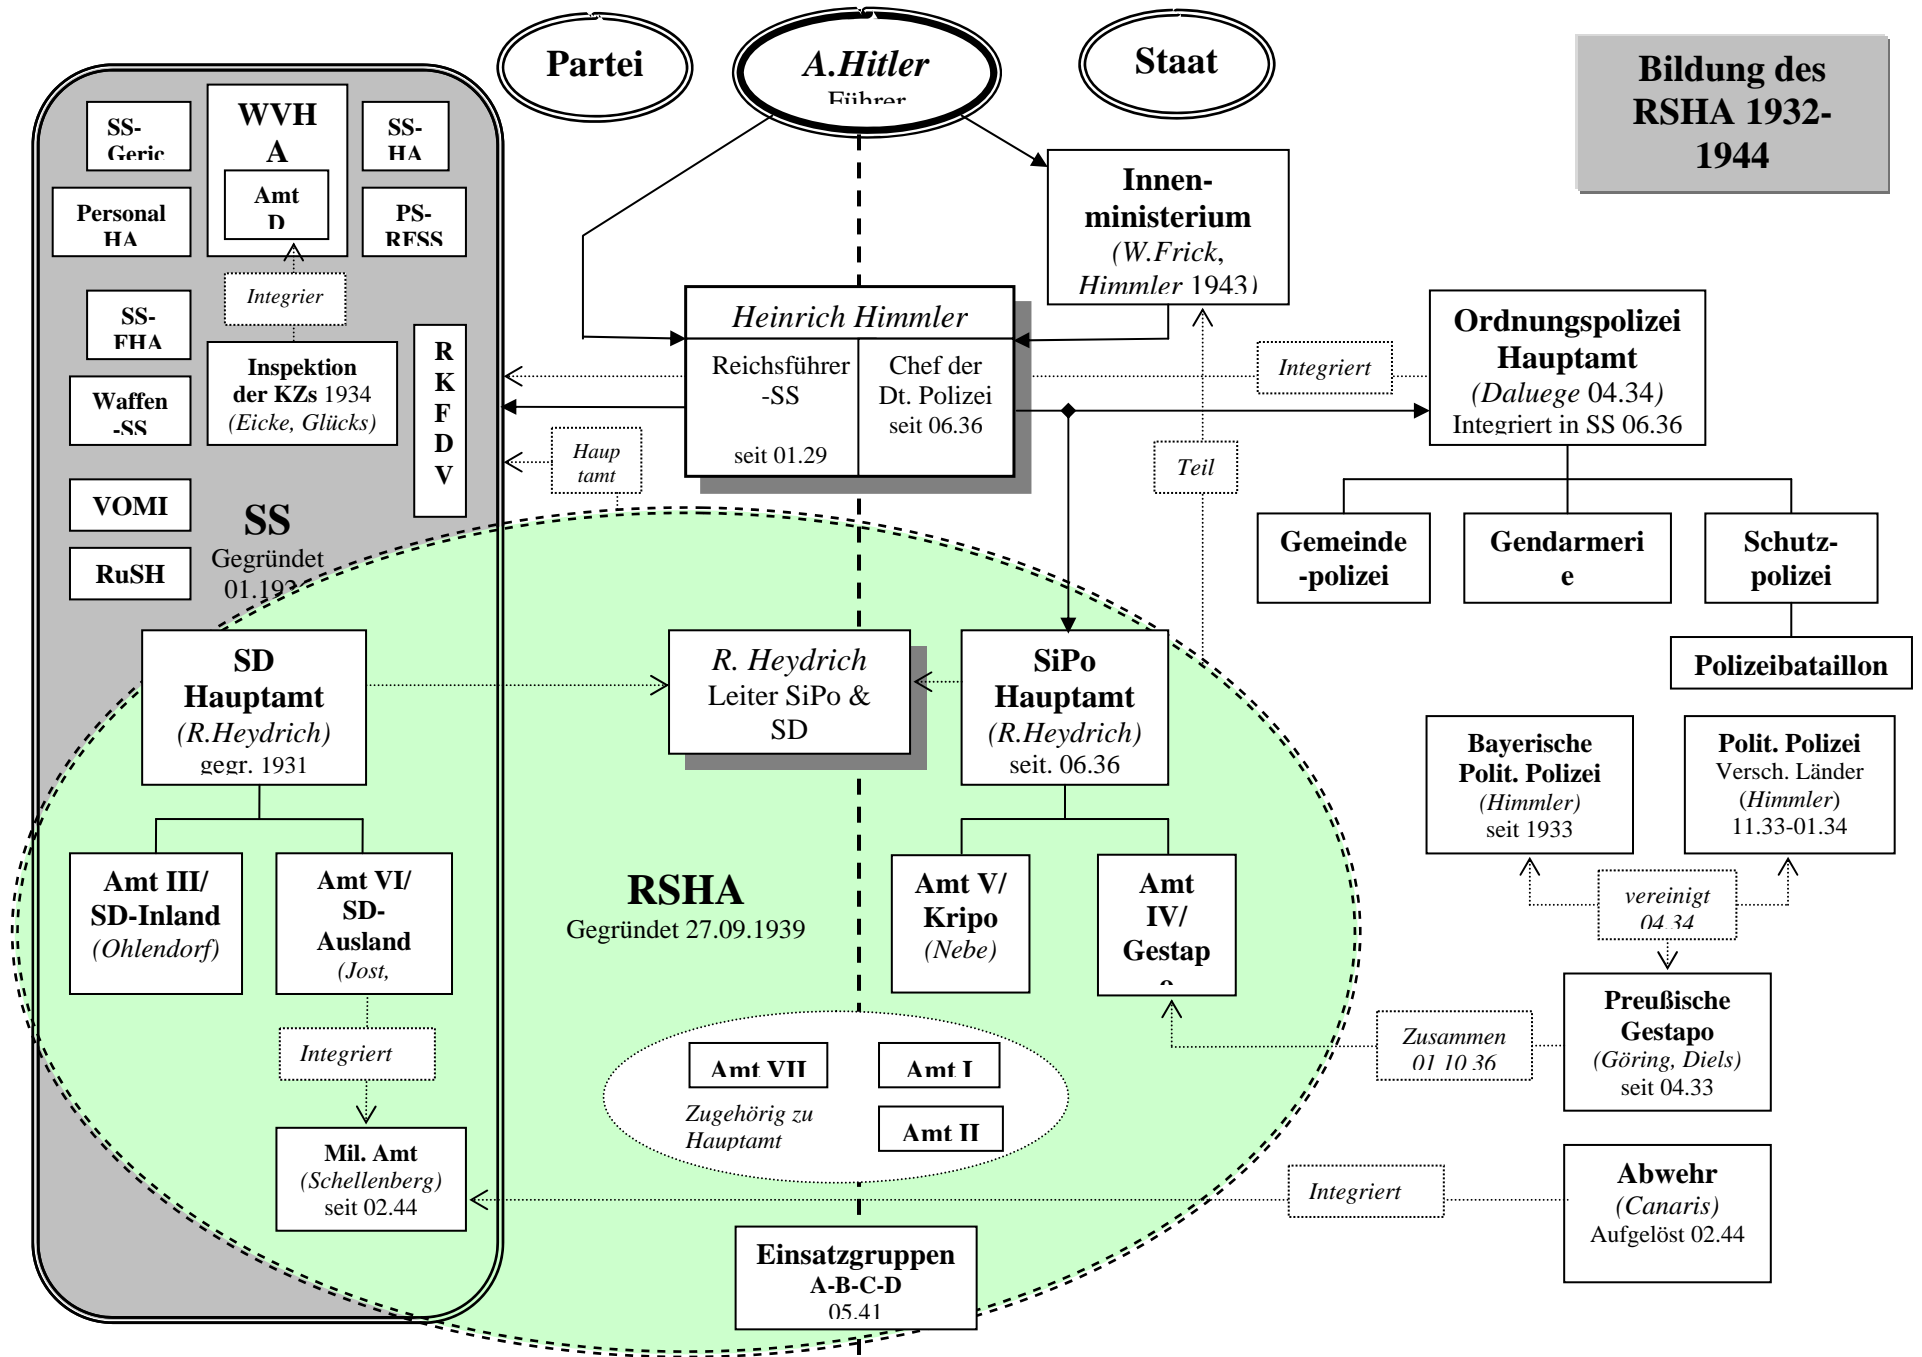 Partei
A.Hitler
Führer
Staat
Bildung des
RSHA 1932-
1944
SS-
Geric
WVH
A
Amt
D
SS-
HA
Personal
HA
PS-
RFSS
Integrier
SS-
FHA
Inspektion
der KZs 1934
(Eicke, Glücks)
R
K
F
D
V
Waffen
-SS
VOMI
RuSH
SS
Gegründet
Innen-
ministerium
(W.Frick,
Himmler 1943)
Heinrich Himmler
Reichsführer
-SS
seit 01.29
Chef der
Dt. Polizei
seit 06.36
Integriert
Ordnungspolizei
Hauptamt
(Daluege 04.34)
Integriert in SS 06.36
Haup
tamt
Teil
Gemeinde
-polizei
Gendarmeri
e
Schutz-
polizei
Polizeibataillon
SD
Hauptamt
(R.Heydrich)
gegr. 1931
R. Heydrich
Leiter SiPo &
SD
SiPo
Hauptamt
(R.Heydrich)
seit. 06.36
Bayerische
Polit. Polizei
(Himmler)
seit 1933
Polit. Polizei
Versch. Länder
(Himmler)
11.33-01.34
vereinigt
04.34
Amt III/
SD-Inland
(Ohlendorf)
Amt VI/
SD-
Ausland
(Jost,
RSHA
Gegründet 27.09.1939
Amt V/
Kripo
(Nebe)
Amt
IV/
Gestap
o
Preußische
Gestapo
(Göring, Diels)
seit 04.33
Zusammen
01.10.36
Integriert
Amt VII
Amt I
Zugehörig zu
Hauptamt
Amt II
Mil. Amt
(Schellenberg)
seit 02.44
Integriert
Abwehr
(Canaris)
Aufgelöst 02.44
Einsatzgruppen
A-B-C-D
05.41